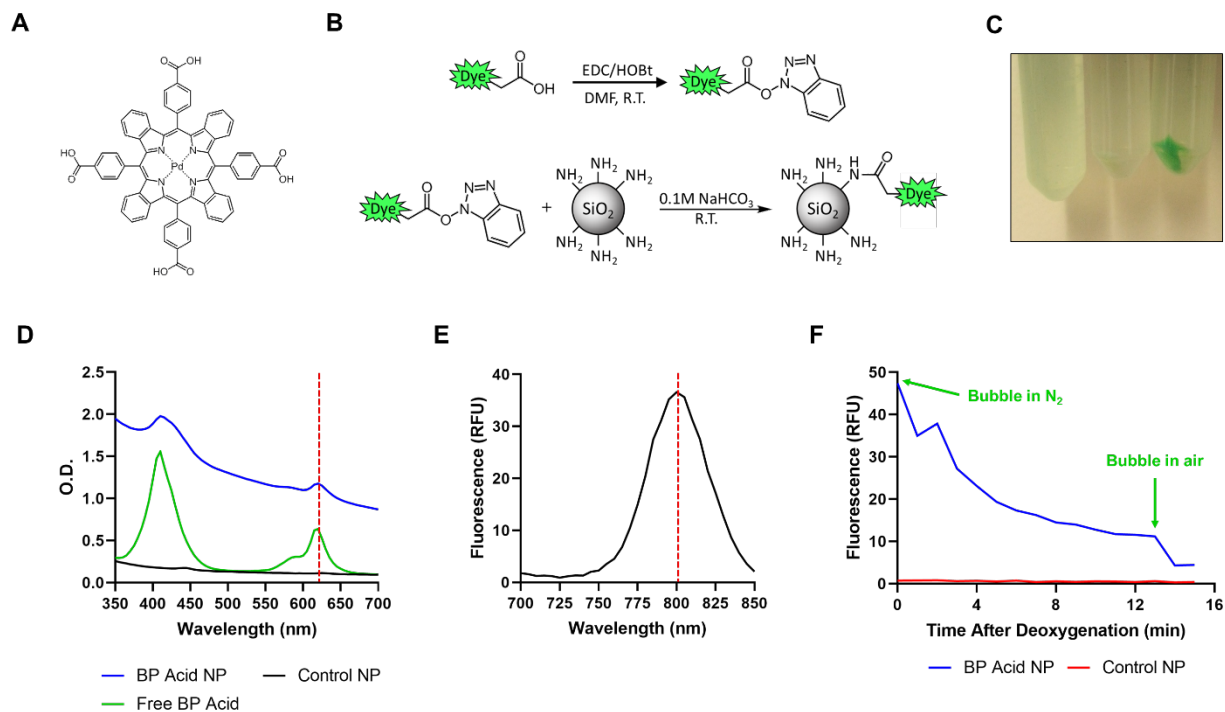 A
B
C
OH
O
O
OH
O
OH
HO
O
N
N
N
N
Pd
Dye
O
OH
EDC/HOBt
DMF, R.T.
Dye
O
O
N
N
N
Dye
O
O
N
N
N
+
NH2
NH2
NH2
SiO2
NH2
NH2
NH2
0.1M NaHCO3
R.T.
NH2
NH2
H
N
O
Dye
SiO2
NH2
NH2
NH2
D
E
F
2.5
2.0
1.5
1.0
0.5
0.0
O.D.
350 400 450 500 550 600 650 700
Wavelength (nm)
BP Acid NP
Control NP
Free BP Acid
40
30
20
10
0
Fluorescence (RFU)
700 725 750 775 800 825 850
Wavelength (nm)
50
40
30
20
10
0
Fluorescence (RFU)
Bubble in N2
Bubble in air
0 4 8 12 16
Time After Deoxygenation (min)
BP Acid NP
Control NP